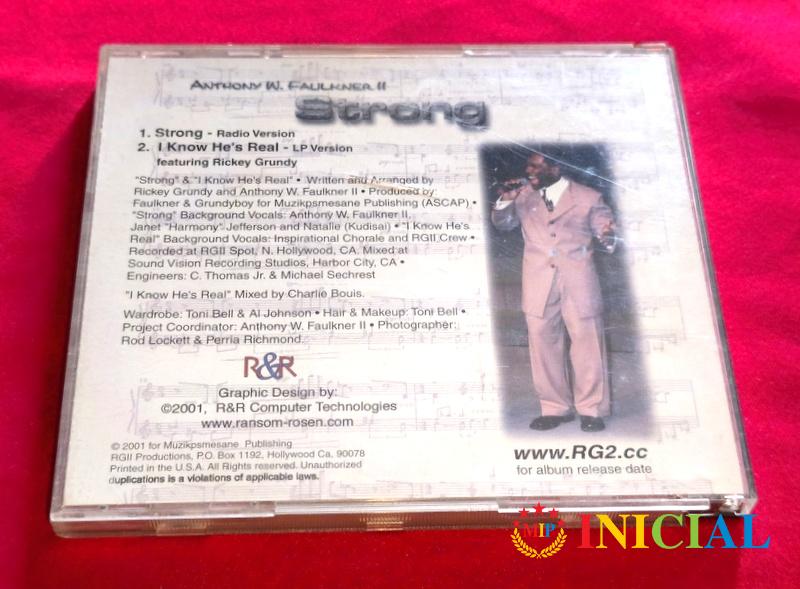 ANTHONY W. FAULKNER II
Strong
1. Strong - Radio Version
2. I Know He's Real - LP Version
featuring Rickey Grundy
"Strong" & "I Know He's Real" • Written and Arranged by
Rickey Grundy and Anthony W. Faulkner II • Produced by:
Faulkner & Grundyboy for Muzikpsmesane Publishing (ASCAP) •
"Strong" Background Vocals: Anthony W. Faulkner II,
Janet "Harmony" Jefferson and Natalie (Kudisai) • "I Know He's
Real" Background Vocals: Inspirational Chorale and RGII Crew •
Recorded at RGII Spot, N. Hollywood, CA. Mixed at
Sound Vision Recording Studios, Harbor City, CA •
Engineers: C. Thomas Jr. & Michael Sechrest
"I Know He's Real" Mixed by Charlie Bouis.
Wardrobe: Toni Bell & Al Johnson • Hair & Makeup: Toni Bell •
Project Coordinator: Anthony W. Faulkner II • Photographer:
Rod Lockett & Perria Richmond.
R&R
Graphic Design by:
©2001, R&R Computer Technologies
www.ransom-rosen.com
© 2001 for Muzikpsmesane Publishing
RGII Productions, P.O. Box 1192, Hollywood Ca, 90078
Printed in the U.S.A. All Rights reserved. Unauthorized
duplications is a violations of applicable laws.
www.RG2.cc
for album release date
MIP INICIAL